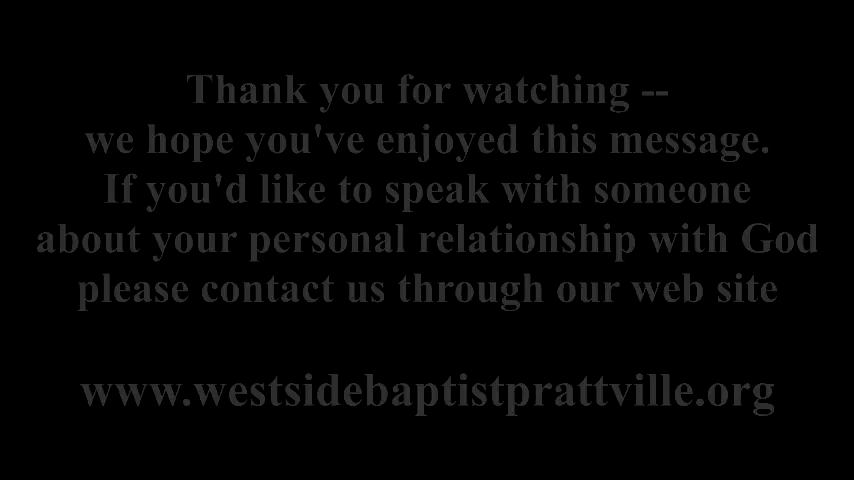 Thank you for watching --
we hope you've enjoyed this message.
If you'd like to speak with someone
about your personal relationship with God
please contact us through our web site
www.westsidebaptistprattville.org